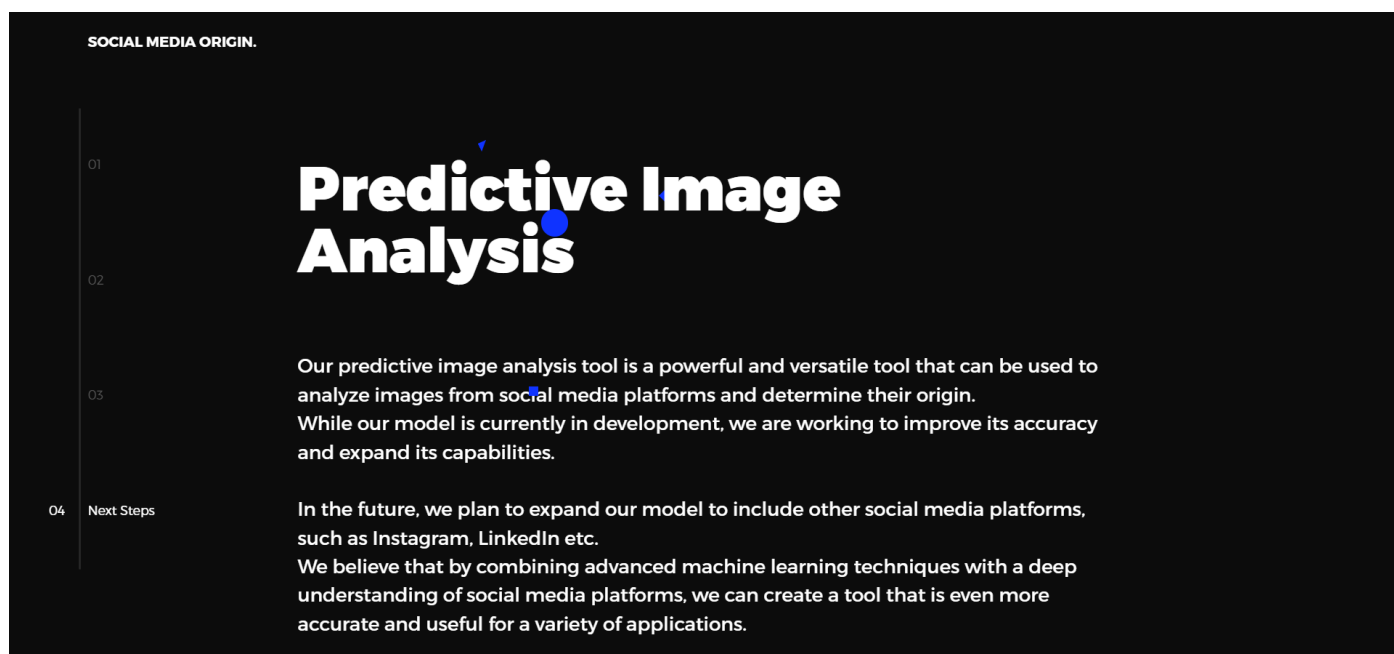 SOCIAL MEDIA ORIGIN.
01
Predictive Image
Analysis
02
Our predictive image analysis tool is a powerful and versatile tool that can be used to
analyze images from social media platforms and determine their origin.
03
While our model is currently in development, we are working to improve its accuracy
and expand its capabilities.
04 Next Steps
In the future, we plan to expand our model to include other social media platforms,
such as Instagram, LinkedIn etc.
We believe that by combining advanced machine learning techniques with a deep
understanding of social media platforms, we can create a tool that is even more
accurate and useful for a variety of applications.